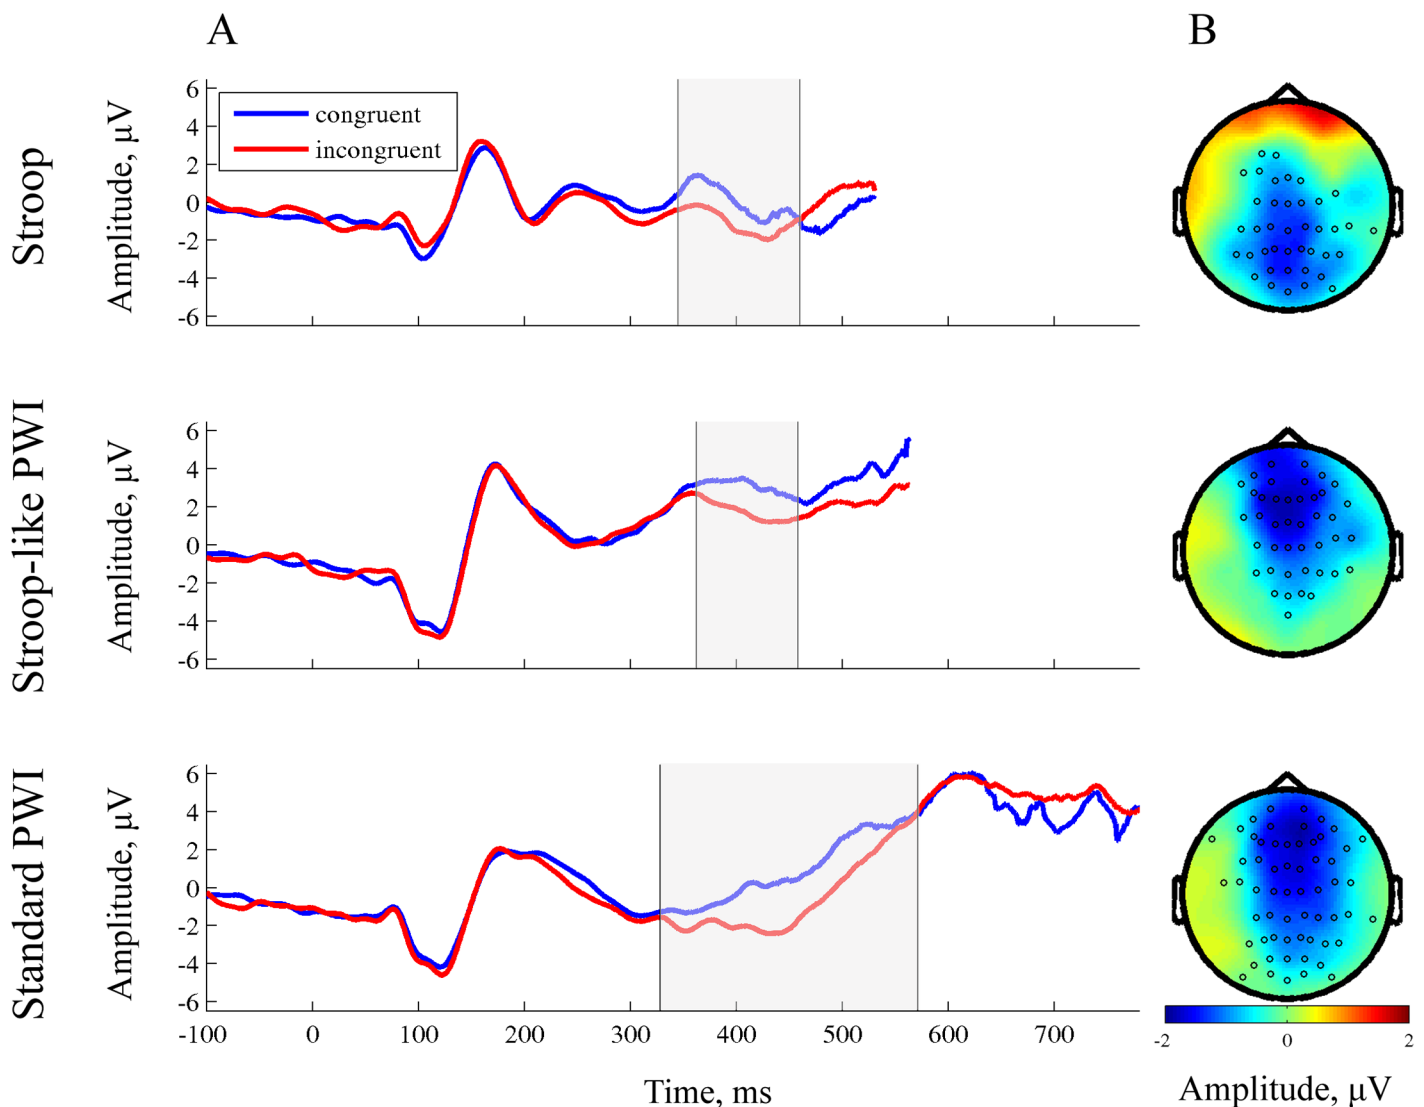 A
B
Stroop
Amplitude, µV
6
4
2
0
-2
-4
-6
congruent
incongruent
Stroop-like PWI
Amplitude, µV
6
4
2
0
-2
-4
-6
Standard PWI
Amplitude, µV
6
4
2
0
-2
-4
-6
-100 0 100 200 300 400 500 600 700
Time, ms
-2 0 2
Amplitude, µV